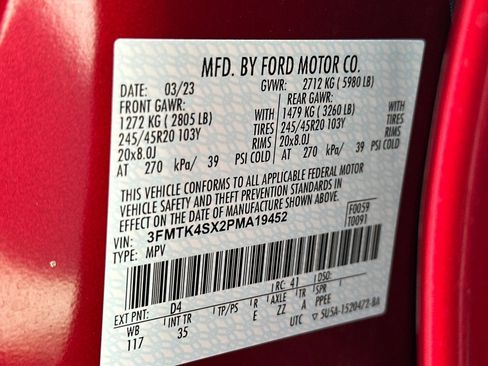 MFD. BY FORD MOTOR CO.
DATE: 03/23 GVWR: 2712 KG ( 5980 LB)
FRONT GAWR: REAR GAWR:
1272 KG ( 2805 LB) WITH 1479 KG ( 3260 LB) WITH
245/45R20 103Y TIRES 245/45R20 103Y TIRES
20x8.0J RIMS 20x8.0J RIMS
AT 270 kPa/ 39 PSI COLD AT 270 kPa/ 39 PSI COLD
THIS VEHICLE CONFORMS TO ALL APPLICABLE FEDERAL MOTOR
VEHICLE SAFETY AND THEFT PREVENTION STANDARDS IN
EFFECT ON THE DATE OF MANUFACTURE SHOWN ABOVE.
VIN: 3FMTK4SX2PMA19452 F0059
TYPE: MPV T0091
EXT PNT: D4 RC: 41 DSO:
WB INT TR TP/PS R AXLE TR SPR
117 35 E ZZ A PPEE
UTC 5U5A-1520472-BA